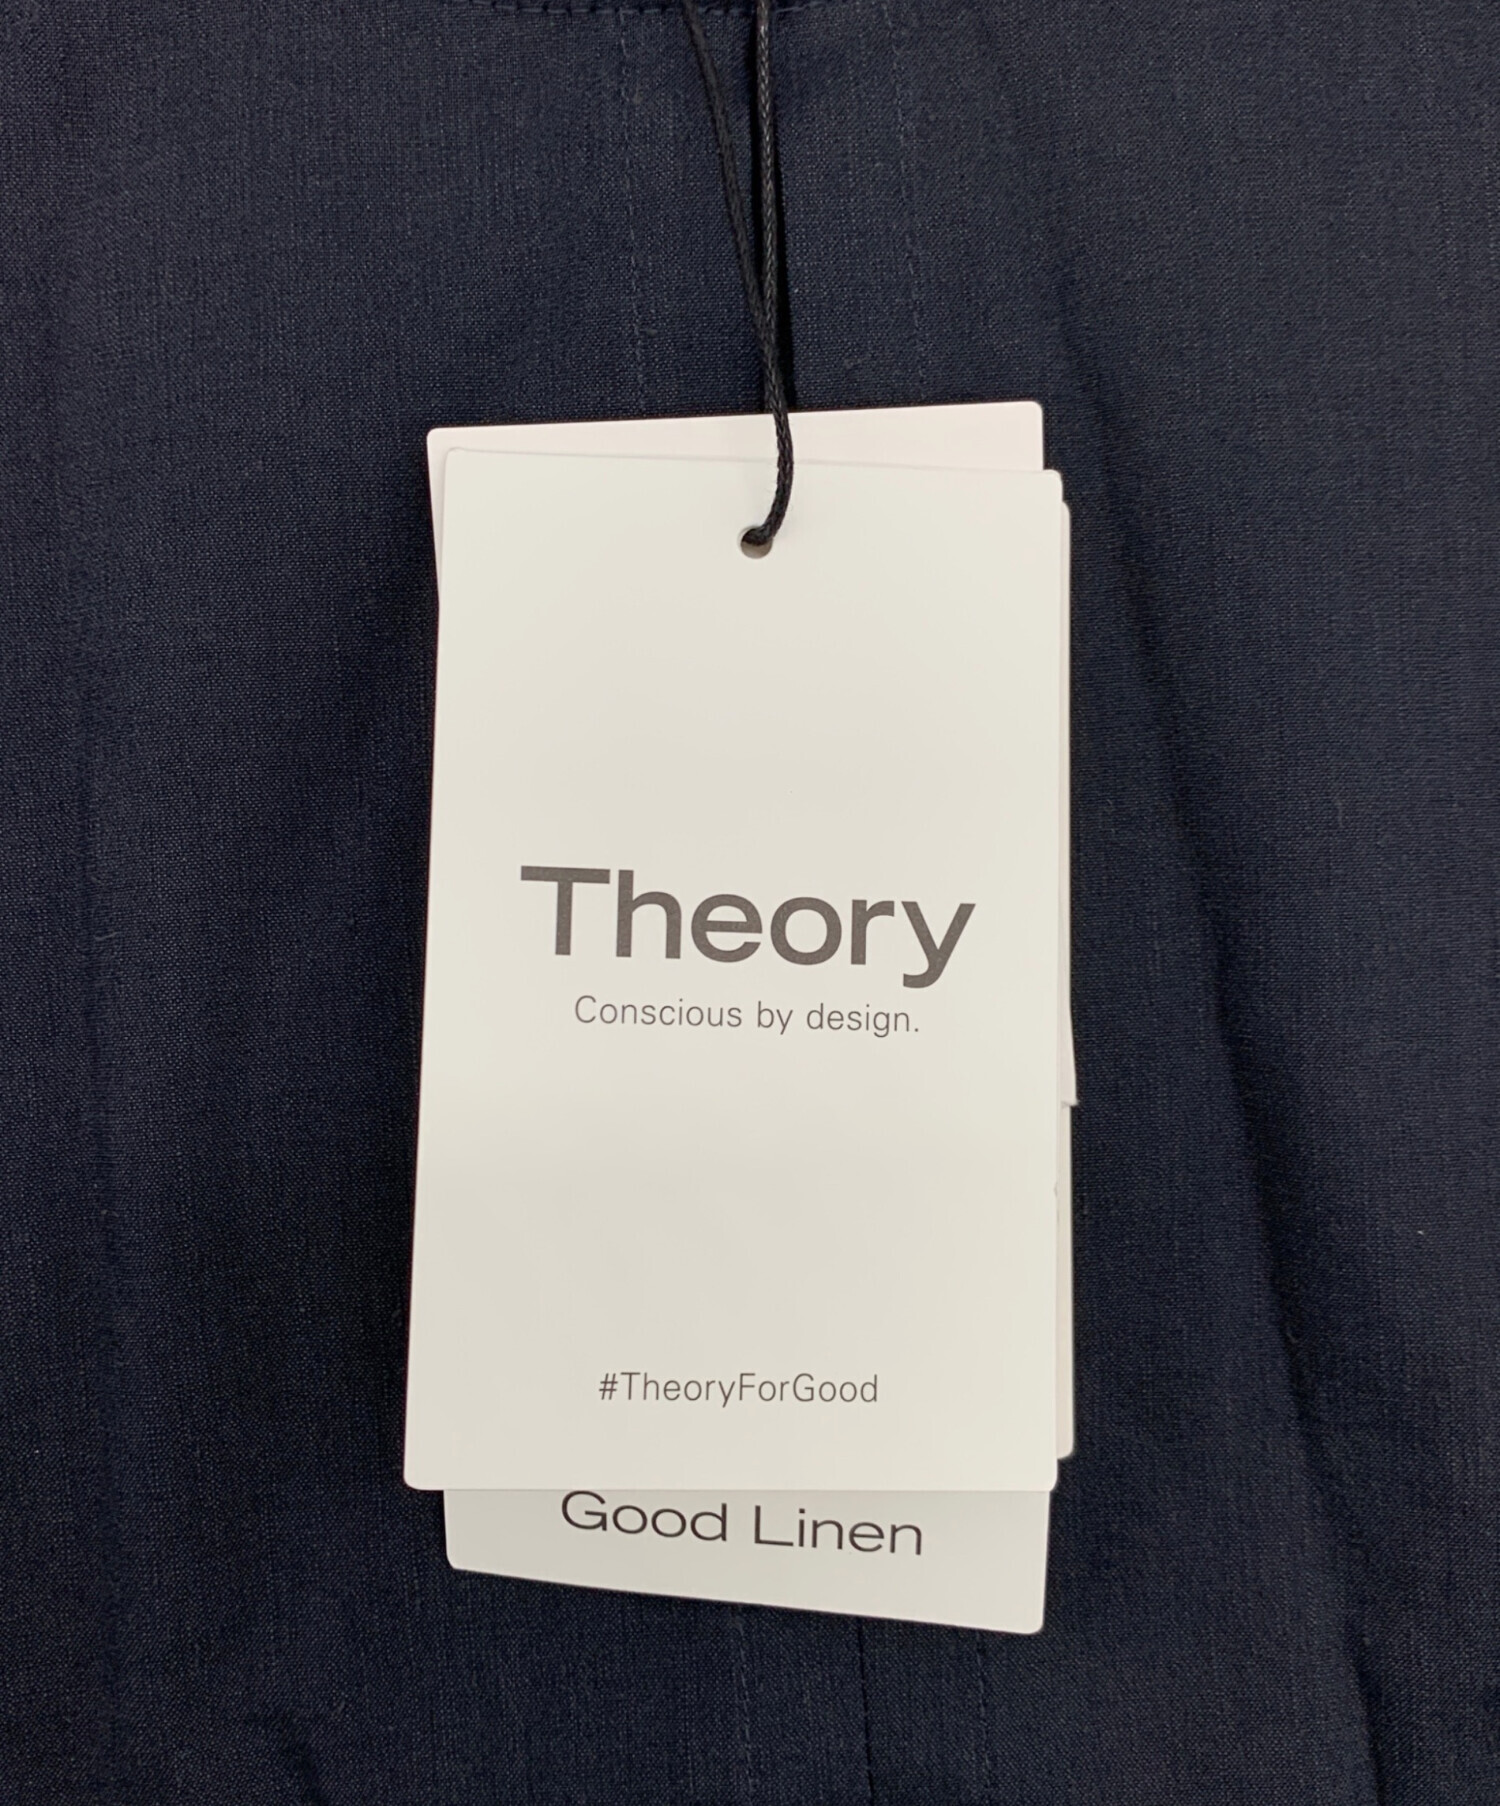 Theory
Conscious by design.
#TheoryForGood
Good Linen